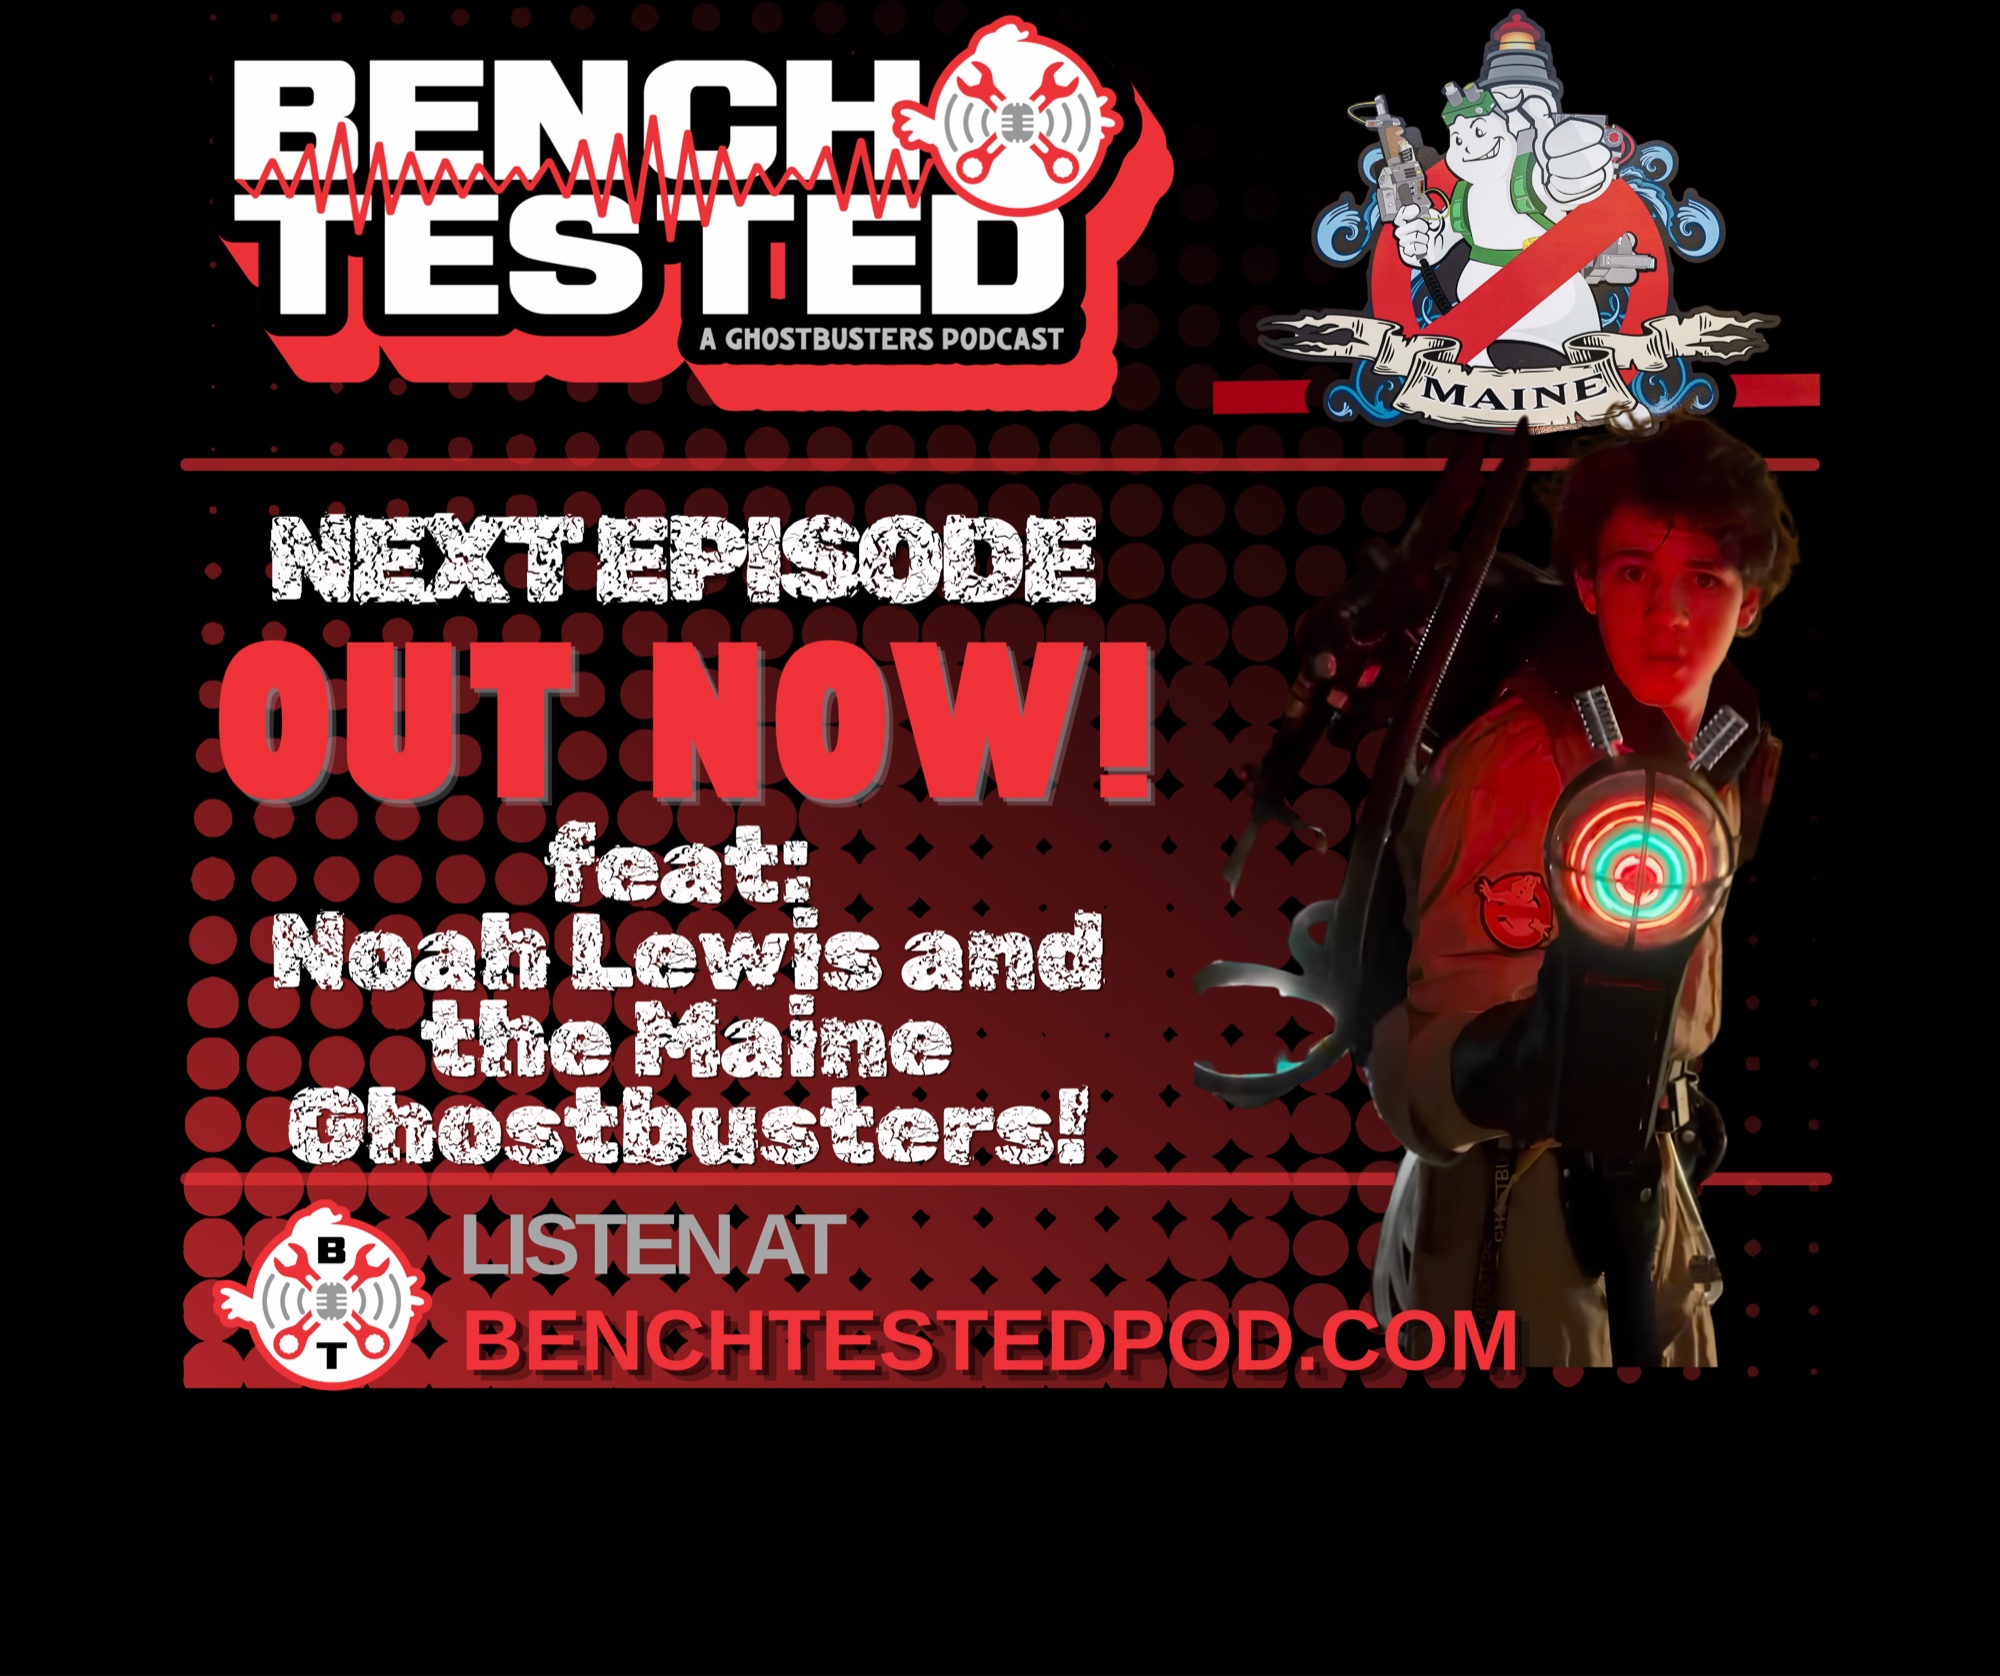 BENCH
TESTED
A GHOSTBUSTERS PODCAST
MAINE
NEXT EPISODE
OUT NOW!
feat:
Noah Lewis and
the Maine
Ghostbusters!
B
T
LISTEN AT
BENCHTESTEDPOD.COM